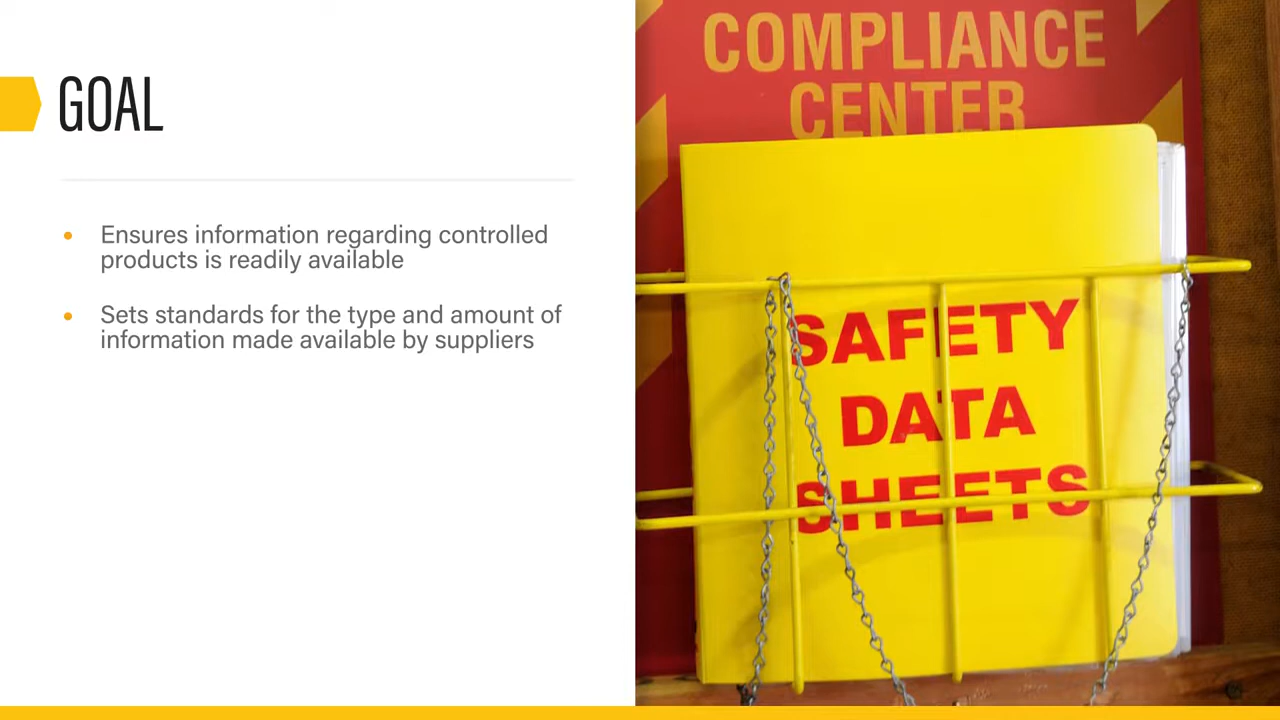 GOAL
Ensures information regarding controlled
products is readily available
Sets standards for the type and amount of
information made available by suppliers
COMPLIANCE
CENTER
SAFETY
DATA
SHEETS